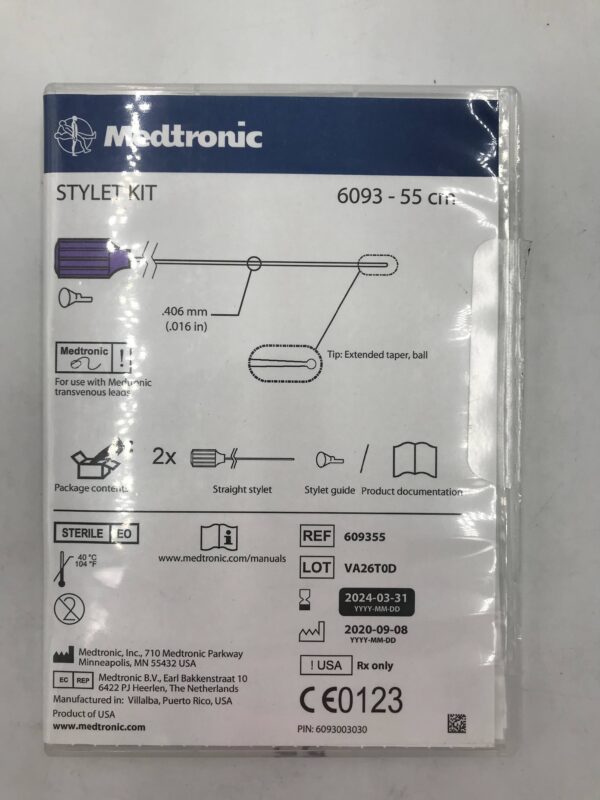 Medtronic
STYLET KIT
6093 - 55 cm
.406 mm
(.016 in)
Tip: Extended taper, ball
Medtronic
!
For use with Medtronic
transvenous leads
2x
Package contents
Straight stylet
Stylet guide
/
Product documentation
STERILE EO
i
www.medtronic.com/manuals
REF 609355
40 °C
104 °F
LOT VA26T0D
2
2024-03-31
YYYY-MM-DD
2020-09-08
YYYY-MM-DD
Medtronic, Inc., 710 Medtronic Parkway
Minneapolis, MN 55432 USA
! USA Rx only
EC REP Medtronic B.V., Earl Bakkenstraat 10
6422 PJ Heerlen, The Netherlands
Manufactured in: Villalba, Puerto Rico, USA
CE0123
Product of USA
www.medtronic.com
PIN: 6093003030